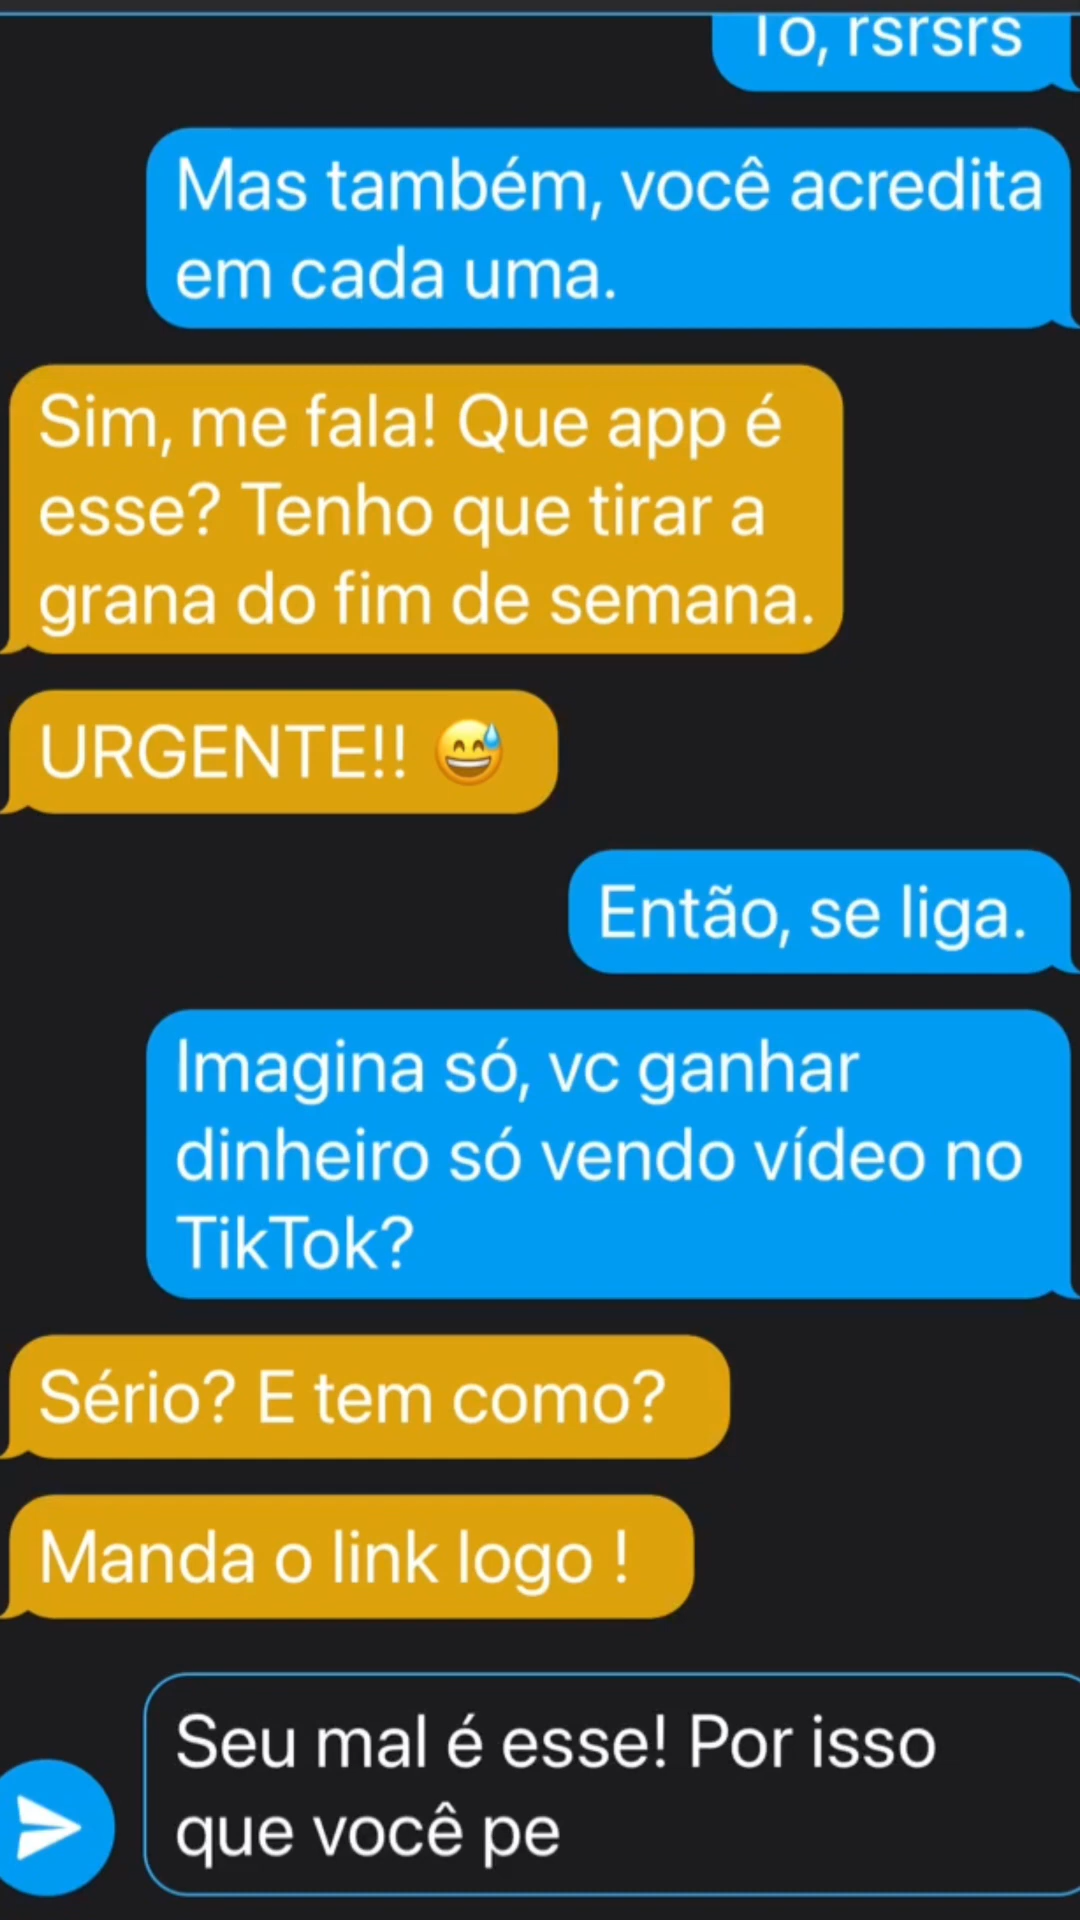 Tô, rsrsrs
Mas também, você acredita
em cada uma.
Sim, me fala! Que app é
esse? Tenho que tirar a
grana do fim de semana.
URGENTE!! 😅
Então, se liga.
Imagina só, vc ganhar
dinheiro só vendo vídeo no
TikTok?
Sério? E tem como?
Manda o link logo !
Seu mal é esse! Por isso
que você pe